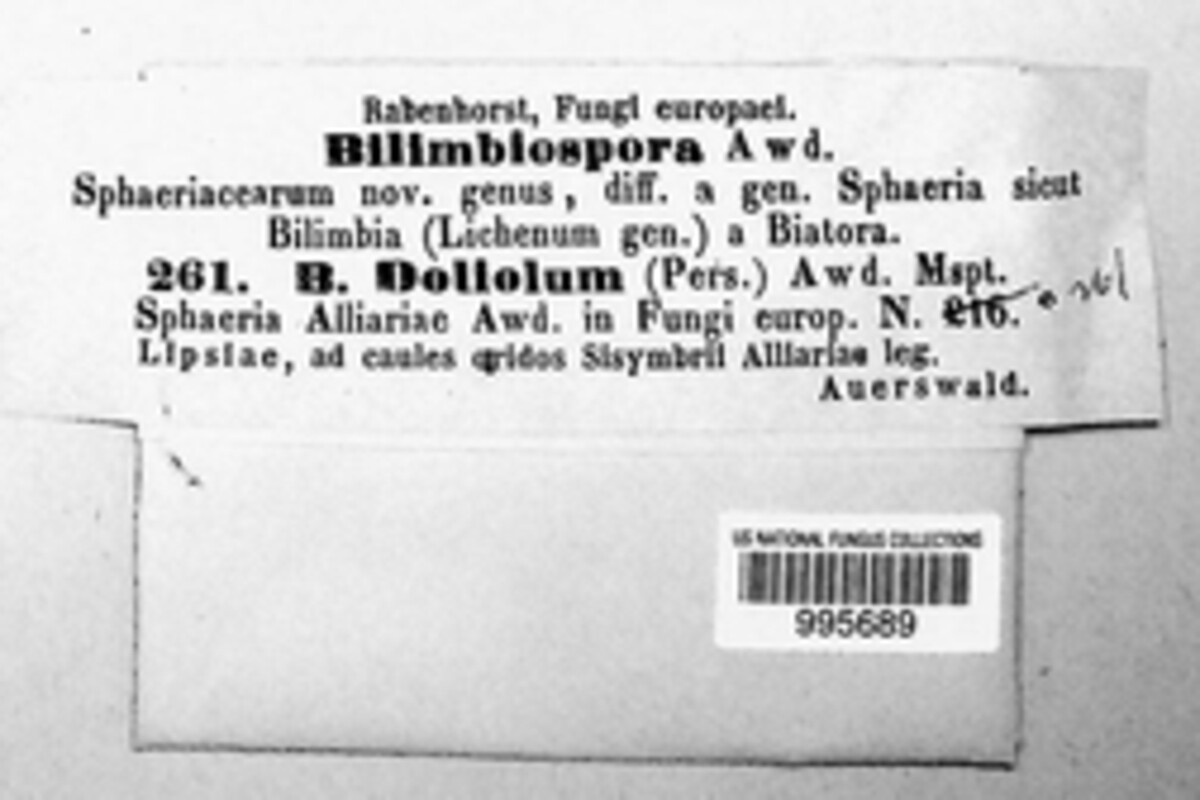 Rabenhorst, Fungi europaei.
Bilimbiospora Awd.
Sphaeriacearum nov. genus, diff. a gen. Sphaeria sicut
Bilimbia (Lichenum gen.) a Biatora.
261. B. Doliolum (Pers.) Awd. Mspt.
Sphaeria Alliariae Awd. in Fungi europ. N. 216. 261
Lipsiae, ad caules aridos Sisymbrii Alliariae leg.
Auerswald.
US NATIONAL FUNGUS COLLECTIONS
995689